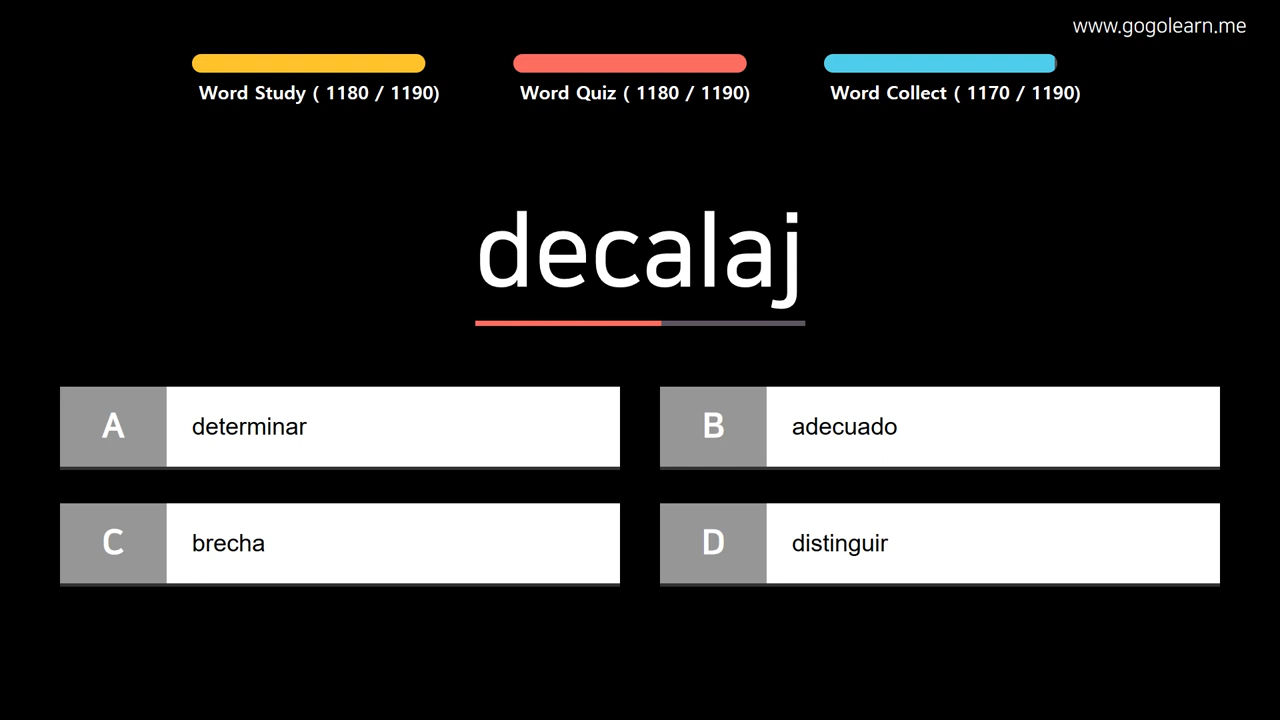 www.gogolearn.me
Word Study ( 1180 / 1190)
Word Quiz ( 1180 / 1190)
Word Collect ( 1170 / 1190)
decalaj
A determinar
B adecuado
C brecha
D distinguir